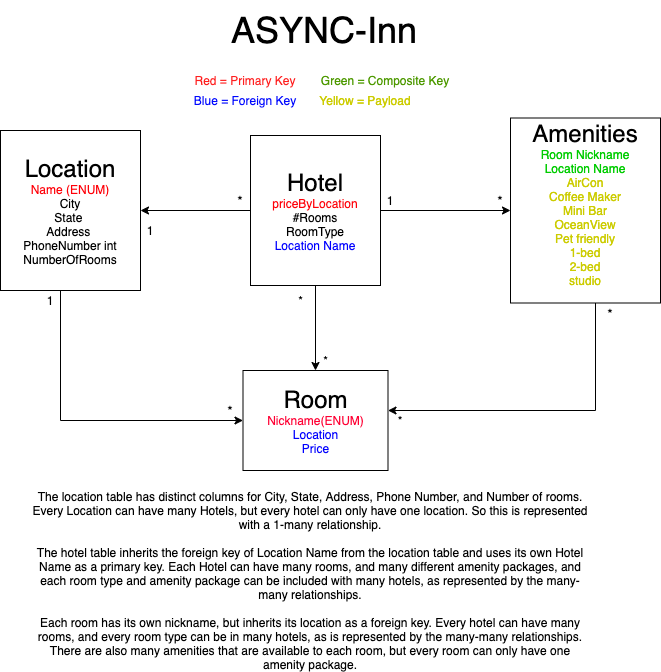 ASYNC-Inn
Red = Primary Key Green = Composite Key
Blue = Foreign Key Yellow = Payload
Location
Name (ENUM)
City
State
Address
PhoneNumber int
NumberOfRooms
Hotel
priceByLocation
#Rooms
RoomType
Location Name
Amenities
Room Nickname
Location Name
AirCon
Coffee Maker
Mini Bar
OceanView
Pet friendly
1-bed
2-bed
studio
*
1
1
*
1
*
*
*
*
*
Room
Nickname(ENUM)
Location
Price
The location table has distinct columns for City, State, Address, Phone Number, and Number of rooms.
Every Location can have many Hotels, but every hotel can only have one location. So this is represented
with a 1-many relationship.
The hotel table inherits the foreign key of Location Name from the location table and uses its own Hotel
Name as a primary key. Each Hotel can have many rooms, and many different amenity packages, and
each room type and amenity package can be included with many hotels, as represented by the many-
many relationships.
Each room has its own nickname, but inherits its location as a foreign key. Every hotel can have many
rooms, and every room type can be in many hotels, as is represented by the many-many relationships.
There are also many amenities that are available to each room, but every room can only have one
amenity package.